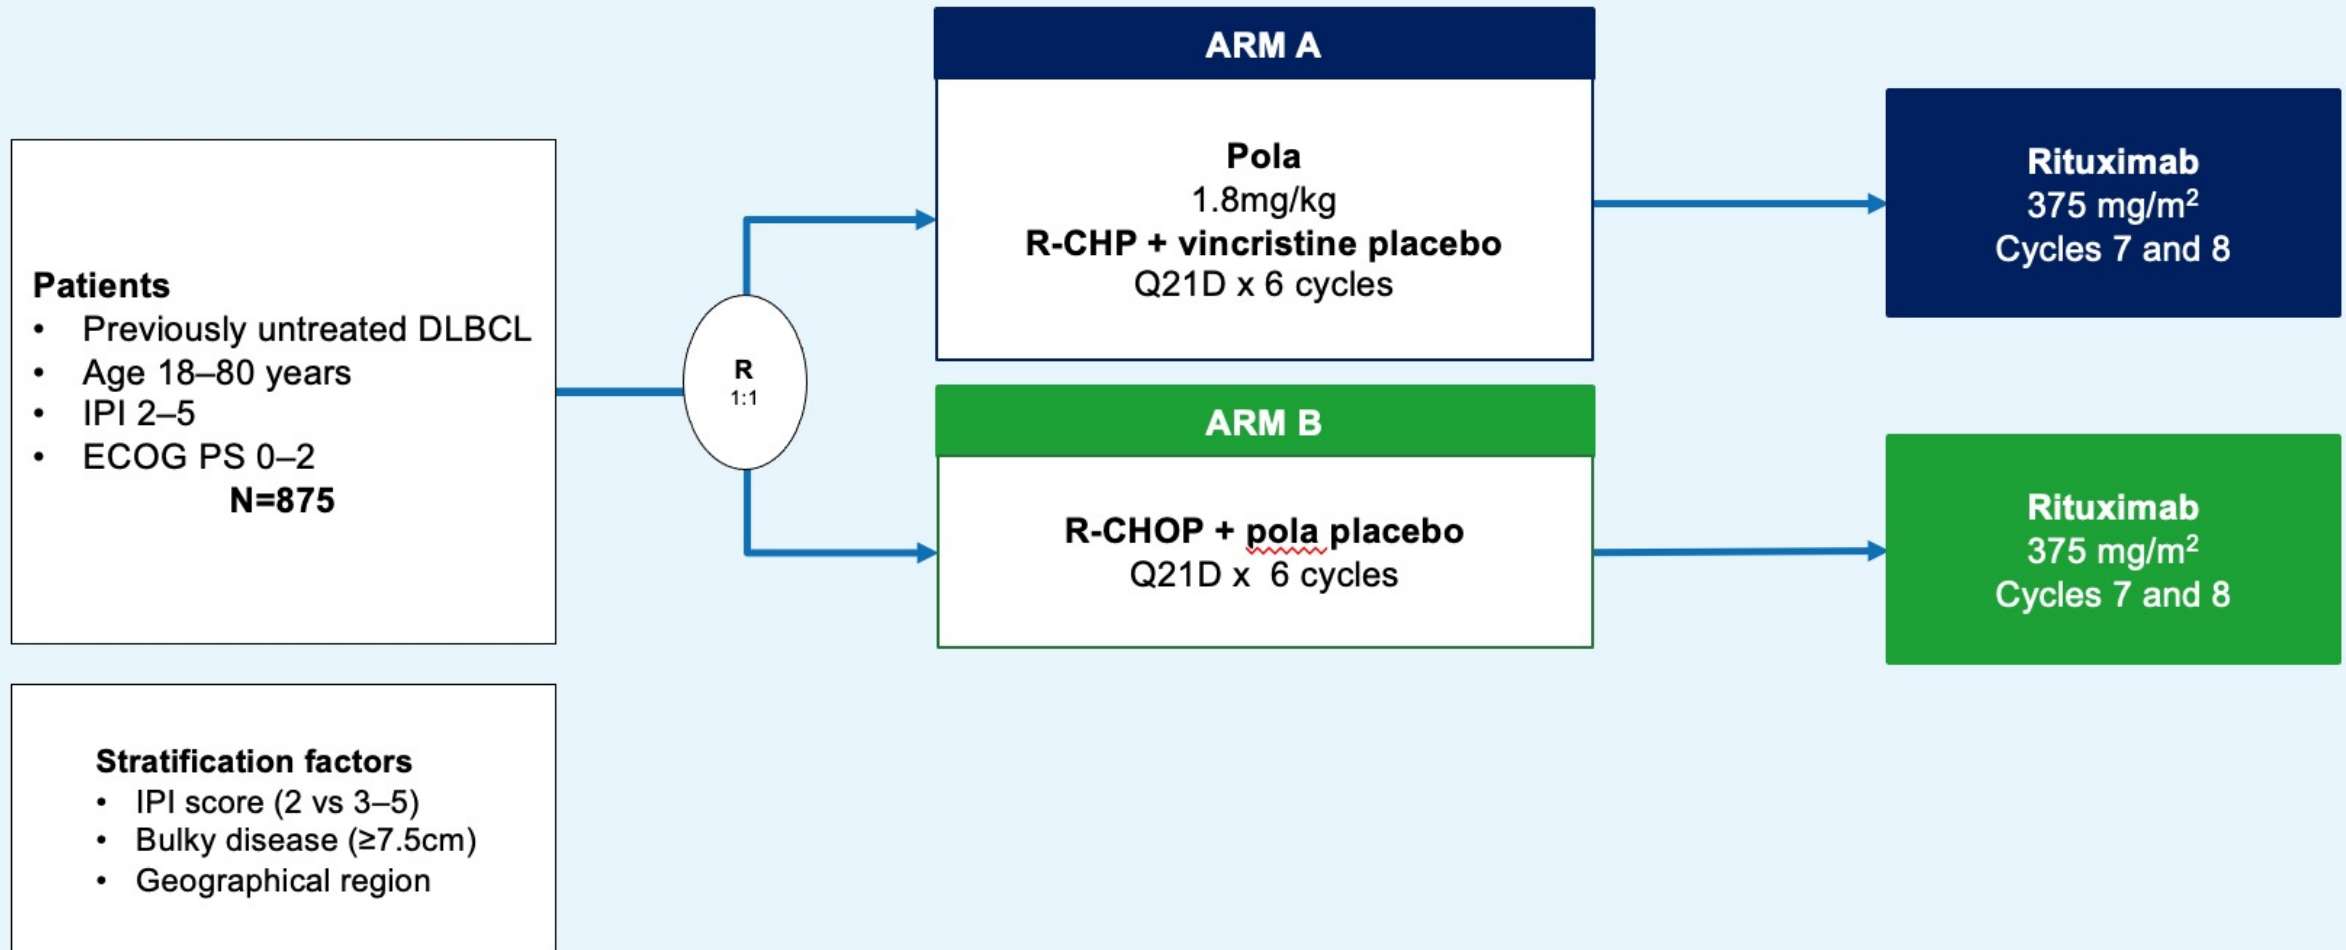 Patients
• Previously untreated DLBCL
• Age 18–80 years
• IPI 2–5
• ECOG PS 0–2
N=875
Stratification factors
• IPI score (2 vs 3–5)
• Bulky disease (≥7.5cm)
• Geographical region
R
1:1
ARM A
Pola
1.8mg/kg
R-CHP + vincristine placebo
Q21D x 6 cycles
Rituximab
375 mg/m²
Cycles 7 and 8
ARM B
R-CHOP + pola placebo
Q21D x  6 cycles
Rituximab
375 mg/m²
Cycles 7 and 8